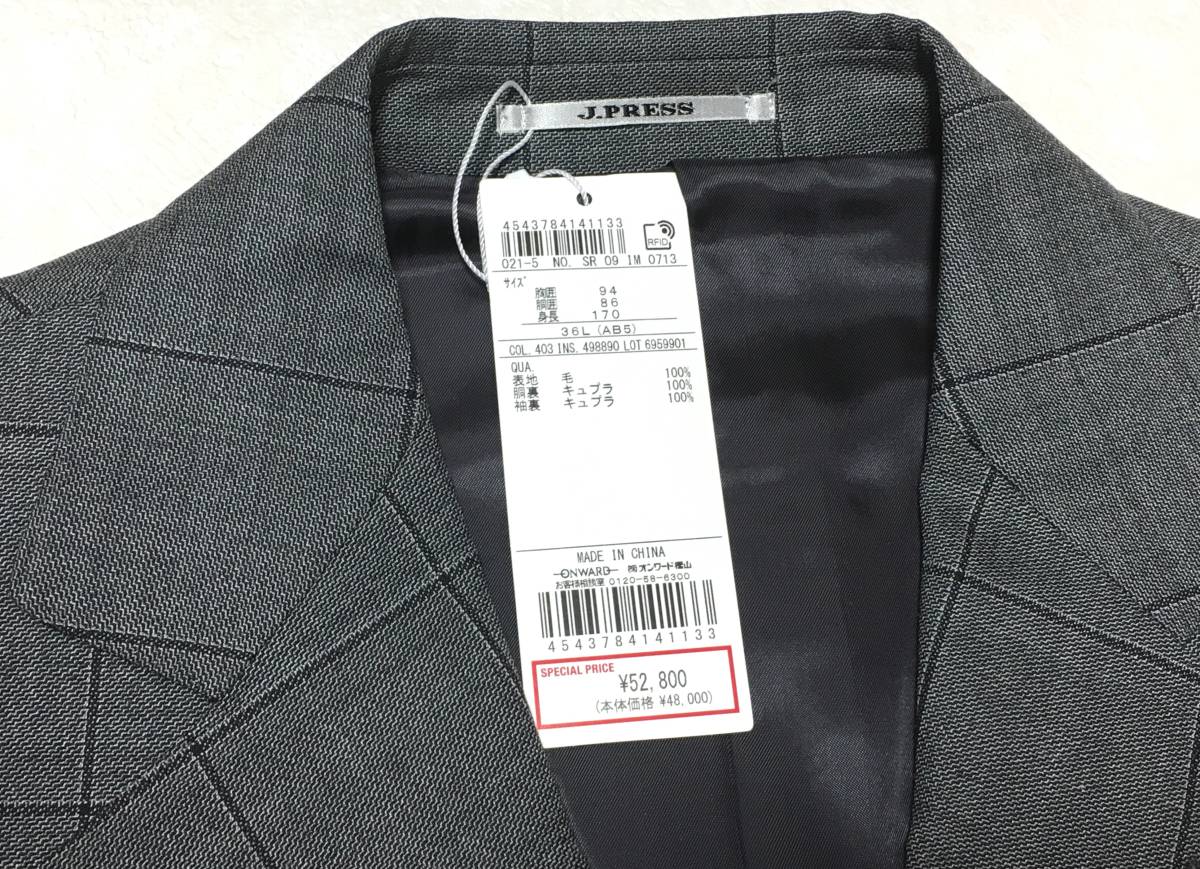 J.PRESS
4543784141133
RFID
021-5 NO. SR 09 IM 0713
サイズ
胸囲 94
胴囲 86
身長 170
36L (AB5)
COL. 403 INS. 498890 LOT 6959901
QUA.
表地 毛 100%
胴裏 キュプラ 100%
袖裏 キュプラ 100%
MADE IN CHINA
ONWARD ㈱オンワード樫山
お客様相談室 0120-58-6300
4543784141133
SPECIAL PRICE
¥52,800
(本体価格 ¥48,000)